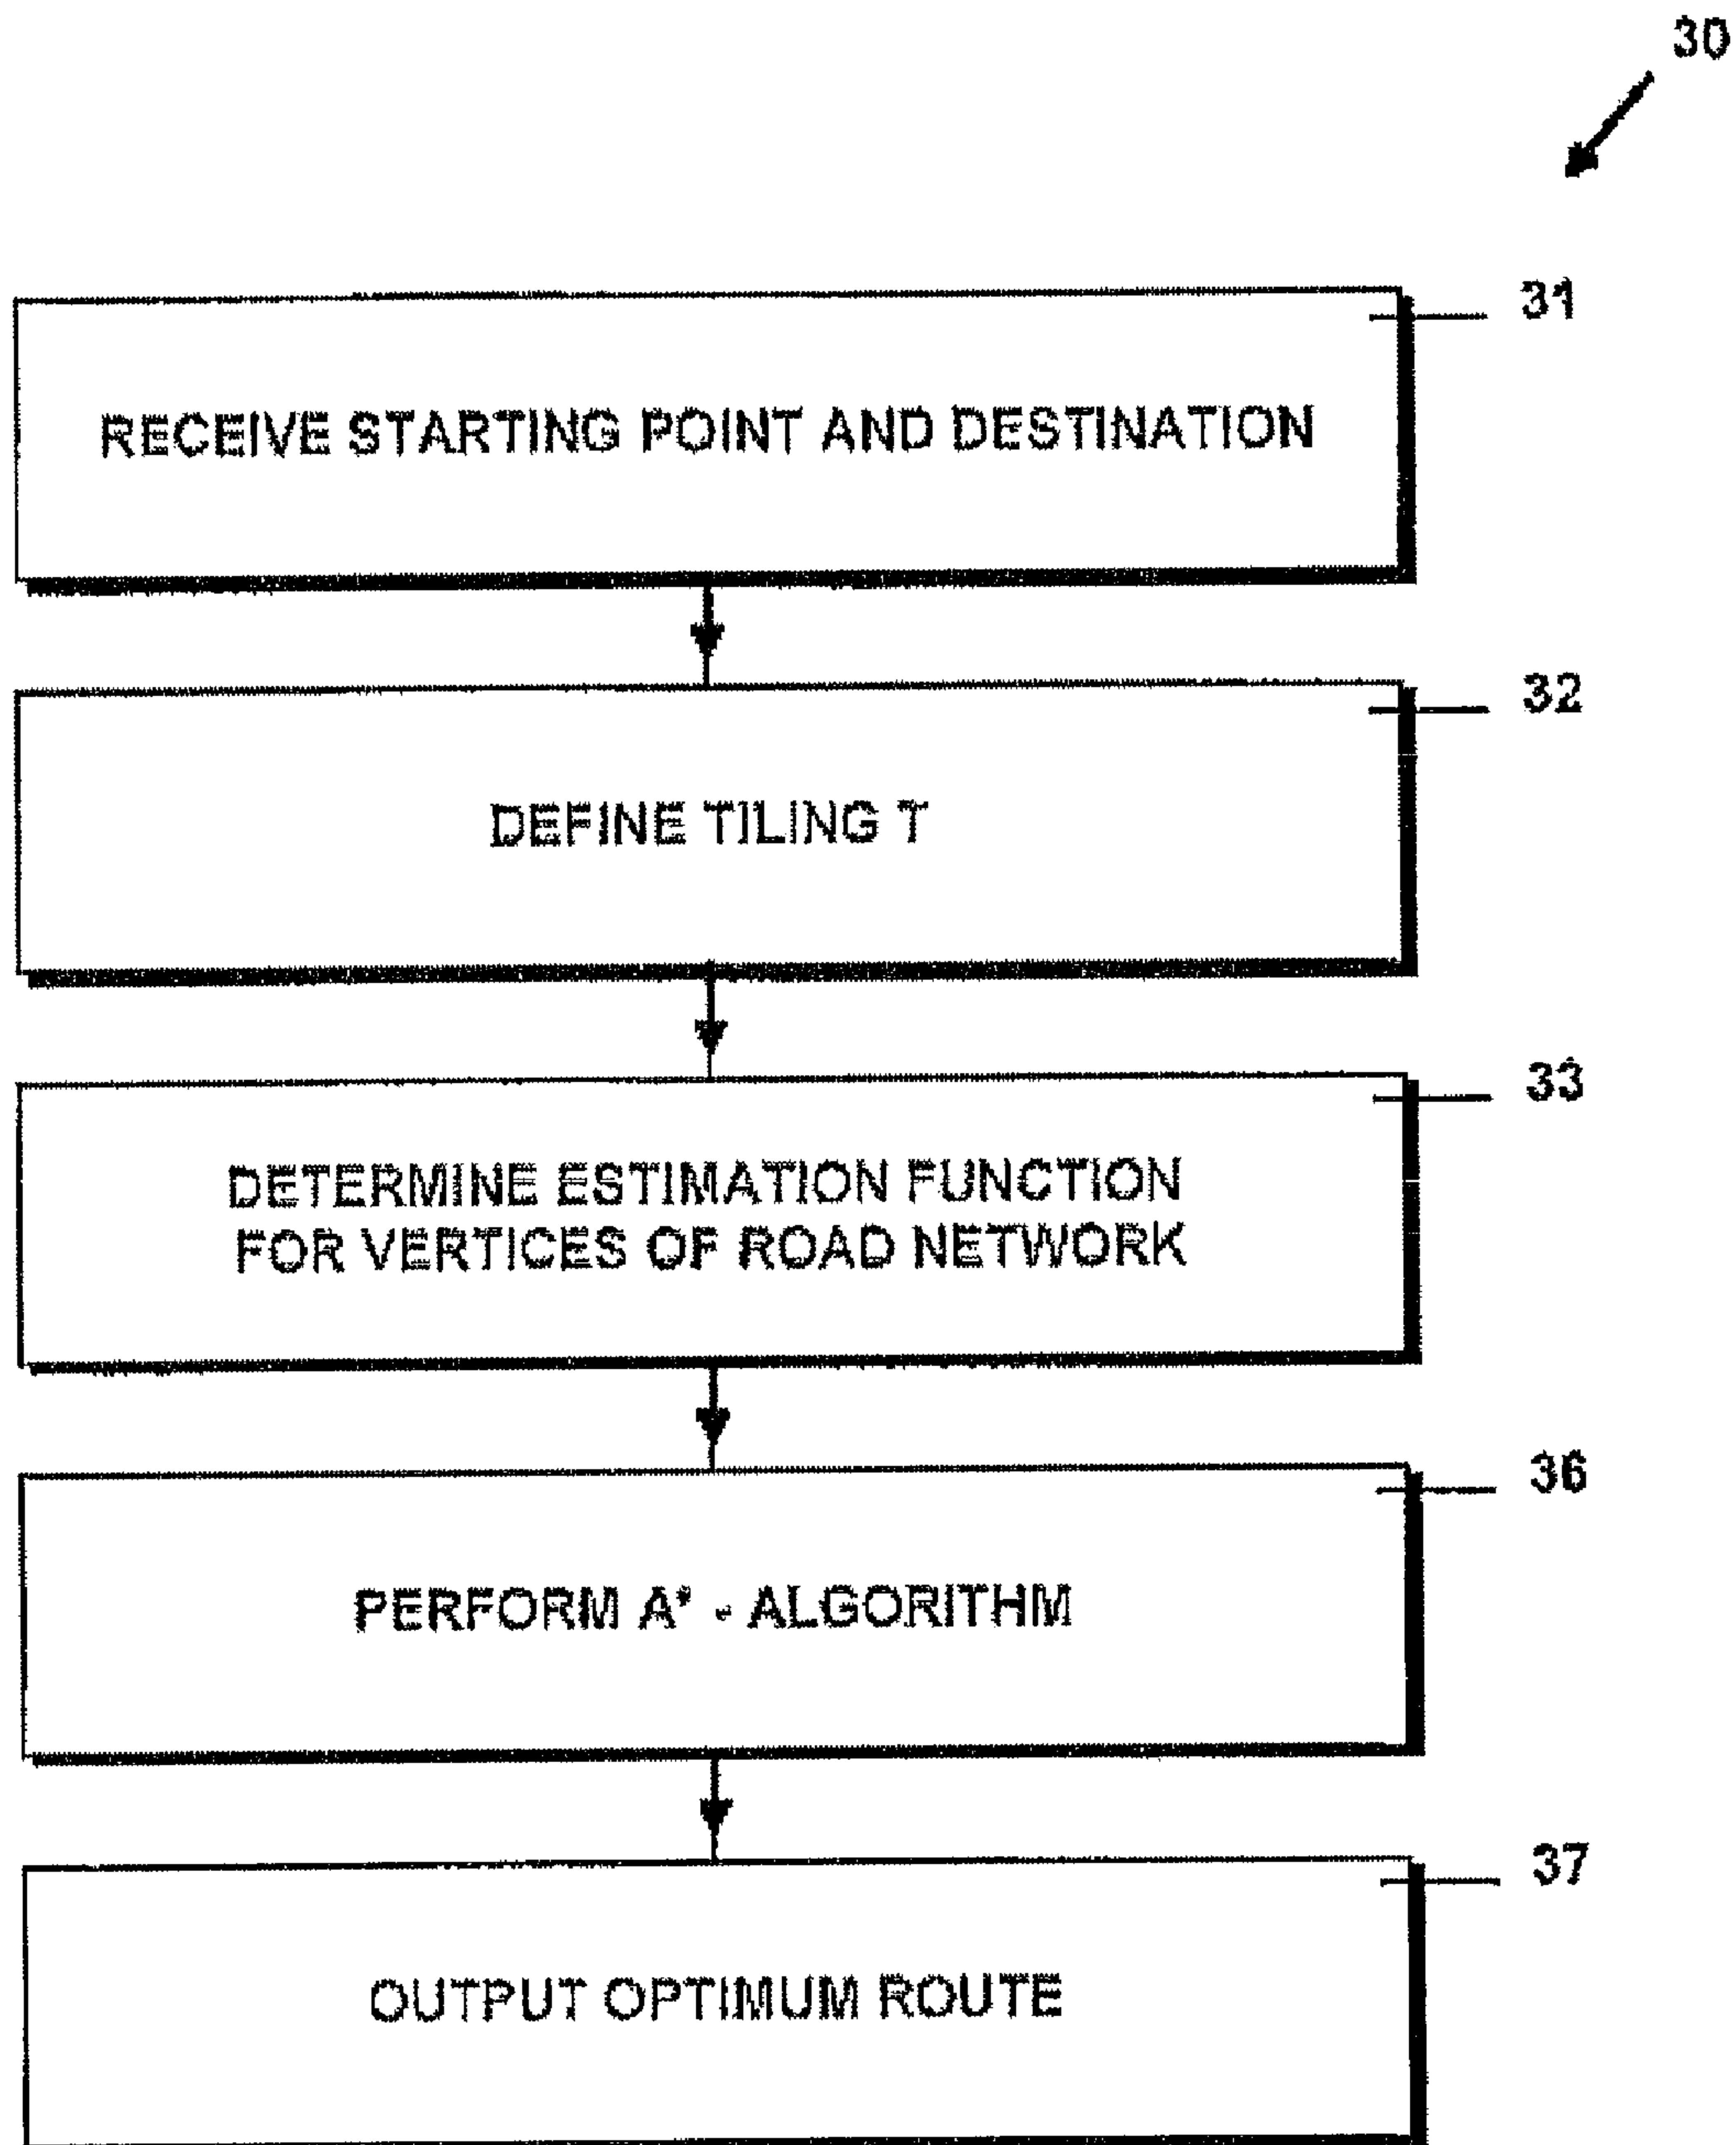 30
31
RECEIVE STARTING POINT AND DESTINATION
32
DEFINE TILING T
33
DETERMINE ESTIMATION FUNCTION
FOR VERTICES OF ROAD NETWORK
36
PERFORM A* - ALGORITHM
37
OUTPUT OPTIMUM ROUTE